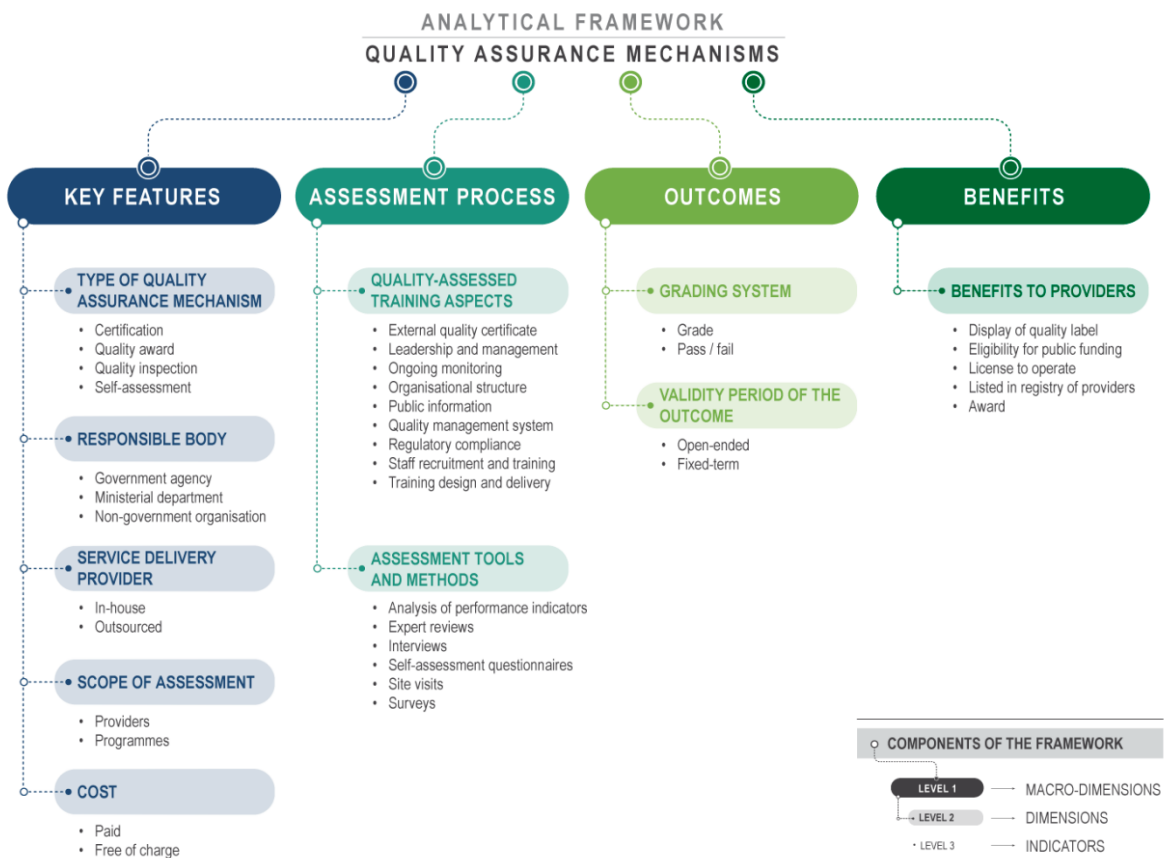 ANALYTICAL FRAMEWORK
QUALITY ASSURANCE MECHANISMS
KEY FEATURES
TYPE OF QUALITY
ASSURANCE MECHANISM
• Certification
• Quality award
• Quality inspection
• Self-assessment
RESPONSIBLE BODY
• Government agency
• Ministerial department
• Non-government organisation
SERVICE DELIVERY
PROVIDER
• In-house
• Outsourced
SCOPE OF ASSESSMENT
• Providers
• Programmes
COST
• Paid
• Free of charge
ASSESSMENT PROCESS
QUALITY-ASSESSED
TRAINING ASPECTS
• External quality certificate
• Leadership and management
• Ongoing monitoring
• Organisational structure
• Public information
• Quality management system
• Regulatory compliance
• Staff recruitment and training
• Training design and delivery
ASSESSMENT TOOLS
AND METHODS
• Analysis of performance indicators
• Expert reviews
• Interviews
• Self-assessment questionnaires
• Site visits
• Surveys
OUTCOMES
GRADING SYSTEM
• Grade
• Pass / fail
VALIDITY PERIOD OF THE
OUTCOME
• Open-ended
• Fixed-term
BENEFITS
BENEFITS TO PROVIDERS
• Display of quality label
• Eligibility for public funding
• License to operate
• Listed in registry of providers
• Award
COMPONENTS OF THE FRAMEWORK
LEVEL 1 MACRO-DIMENSIONS
LEVEL 2 DIMENSIONS
• LEVEL 3 INDICATORS